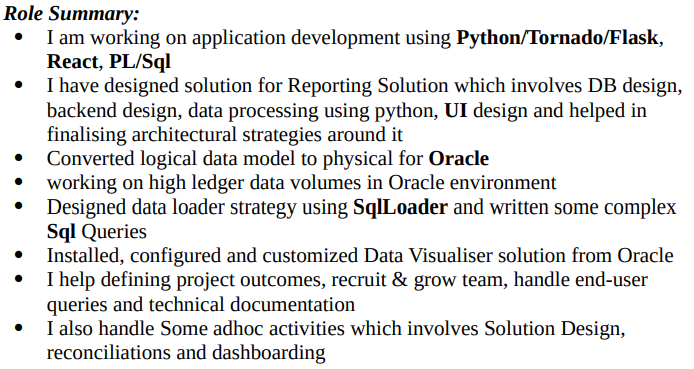 Role Summary:
• I am working on application development using Python/Tornado/Flask,
React, PL/Sql
• I have designed solution for Reporting Solution which involves DB design,
backend design, data processing using python, UI design and helped in
finalising architectural strategies around it
• Converted logical data model to physical for Oracle
• working on high ledger data volumes in Oracle environment
• Designed data loader strategy using SqlLoader and written some complex
Sql Queries
• Installed, configured and customized Data Visualiser solution from Oracle
• I help defining project outcomes, recruit & grow team, handle end-user
queries and technical documentation
• I also handle Some adhoc activities which involves Solution Design,
reconciliations and dashboarding